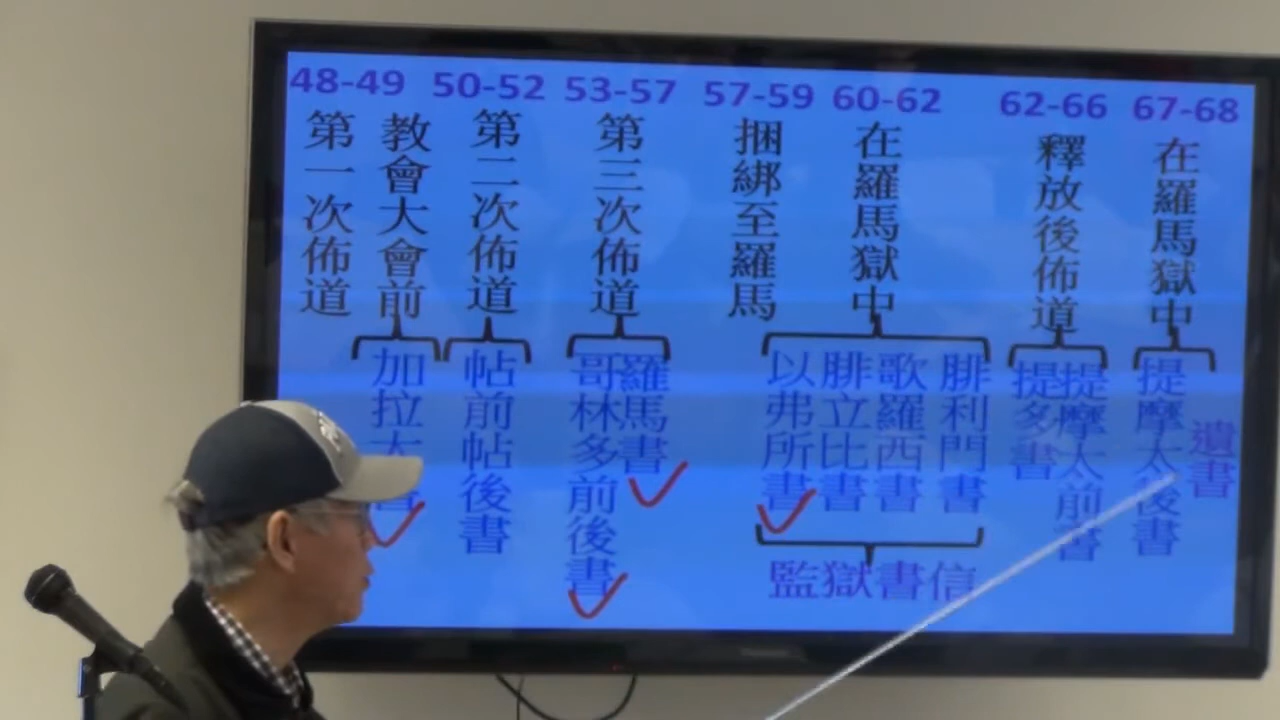 48-49 50-52 53-57 57-59 60-62 62-66 67-68
第一次佈道
教會大會前
第二次佈道
第三次佈道
捆綁至羅馬
在羅馬獄中
釋放後佈道
在羅馬獄中
加拉太書
帖前帖後書
哥林多前後書
羅馬書
以弗所書
腓立比書
歌羅西書
腓利門書
提多書
提摩太前書
提摩太後書
遺書
監獄書信